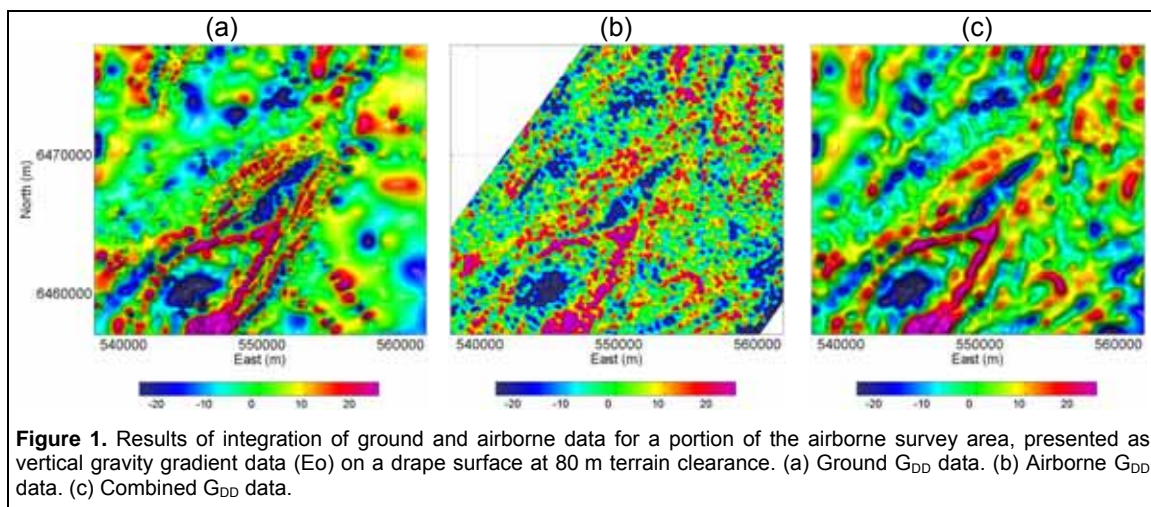 (a) (b) (c)
North (m)
6470000
6460000
540000 550000 560000
East (m)
540000 550000 560000
East (m)
540000 550000 560000
East (m)
-20 -10 0 10 20
-20 -10 0 10 20
-20 -10 0 10 20
Figure 1. Results of integration of ground and airborne data for a portion of the airborne survey area, presented as
vertical gravity gradient data (Eo) on a drape surface at 80 m terrain clearance. (a) Ground GDD data. (b) Airborne GDD
data. (c) Combined GDD data.